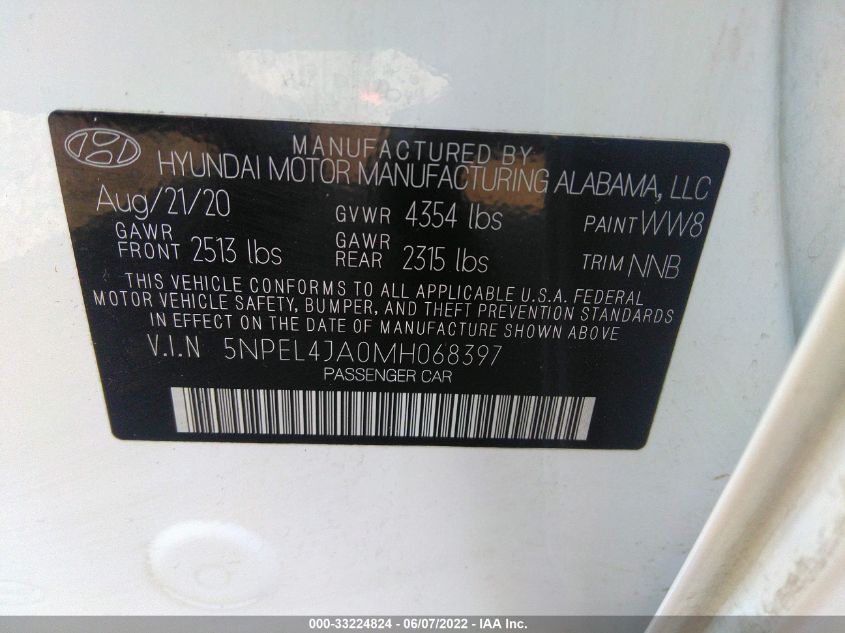 MANUFACTURED BY
HYUNDAI MOTOR MANUFACTURING ALABAMA, LLC
Aug/21/20 GVWR 4354 lbs PAINT WW8
GAWR FRONT 2513 lbs GAWR REAR 2315 lbs TRIM NNB
THIS VEHICLE CONFORMS TO ALL APPLICABLE U.S.A. FEDERAL
MOTOR VEHICLE SAFETY, BUMPER, AND THEFT PREVENTION STANDARDS
IN EFFECT ON THE DATE OF MANUFACTURE SHOWN ABOVE
V.I.N 5NPEL4JA0MH068397
PASSENGER CAR
000-33224824 - 06/07/2022 - IAA Inc.